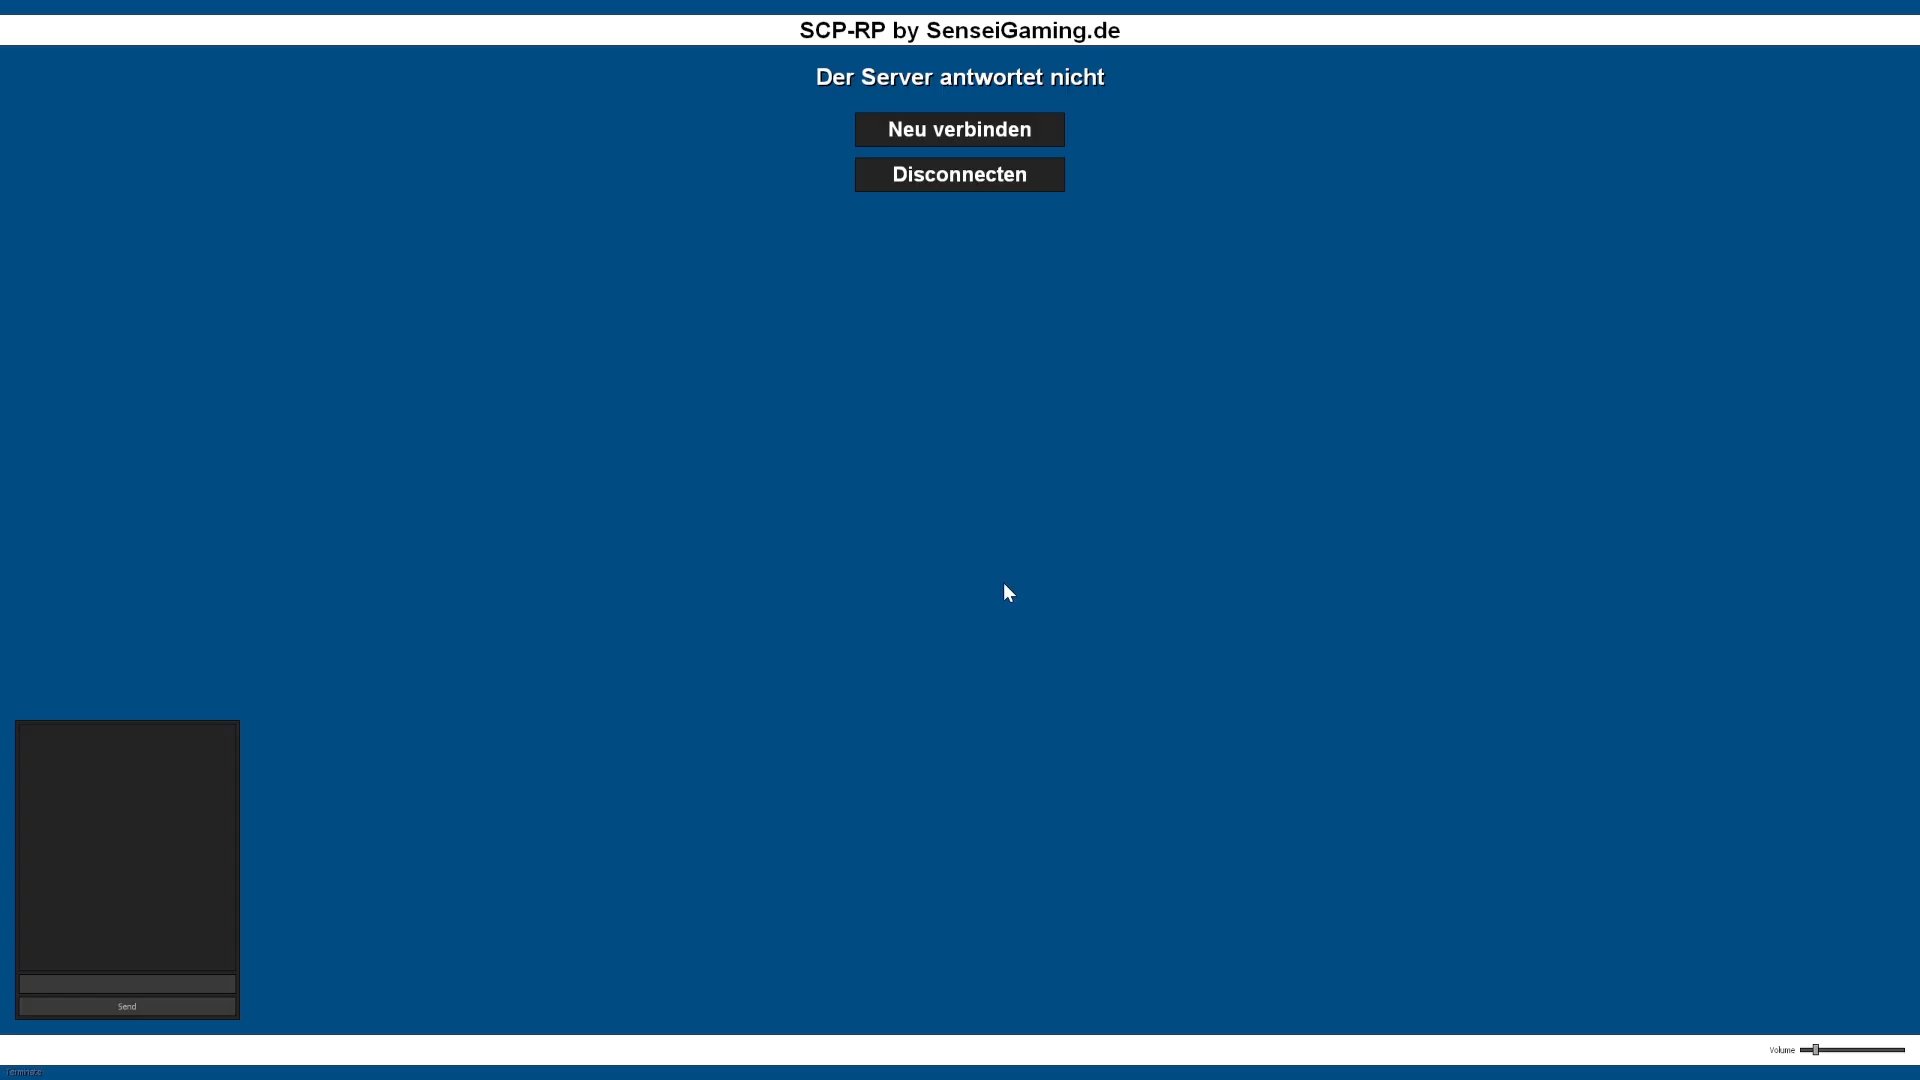 SCP-RP by SenseiGaming.de
Der Server antwortet nicht
Neu verbinden
Disconnecten
Send
Volume